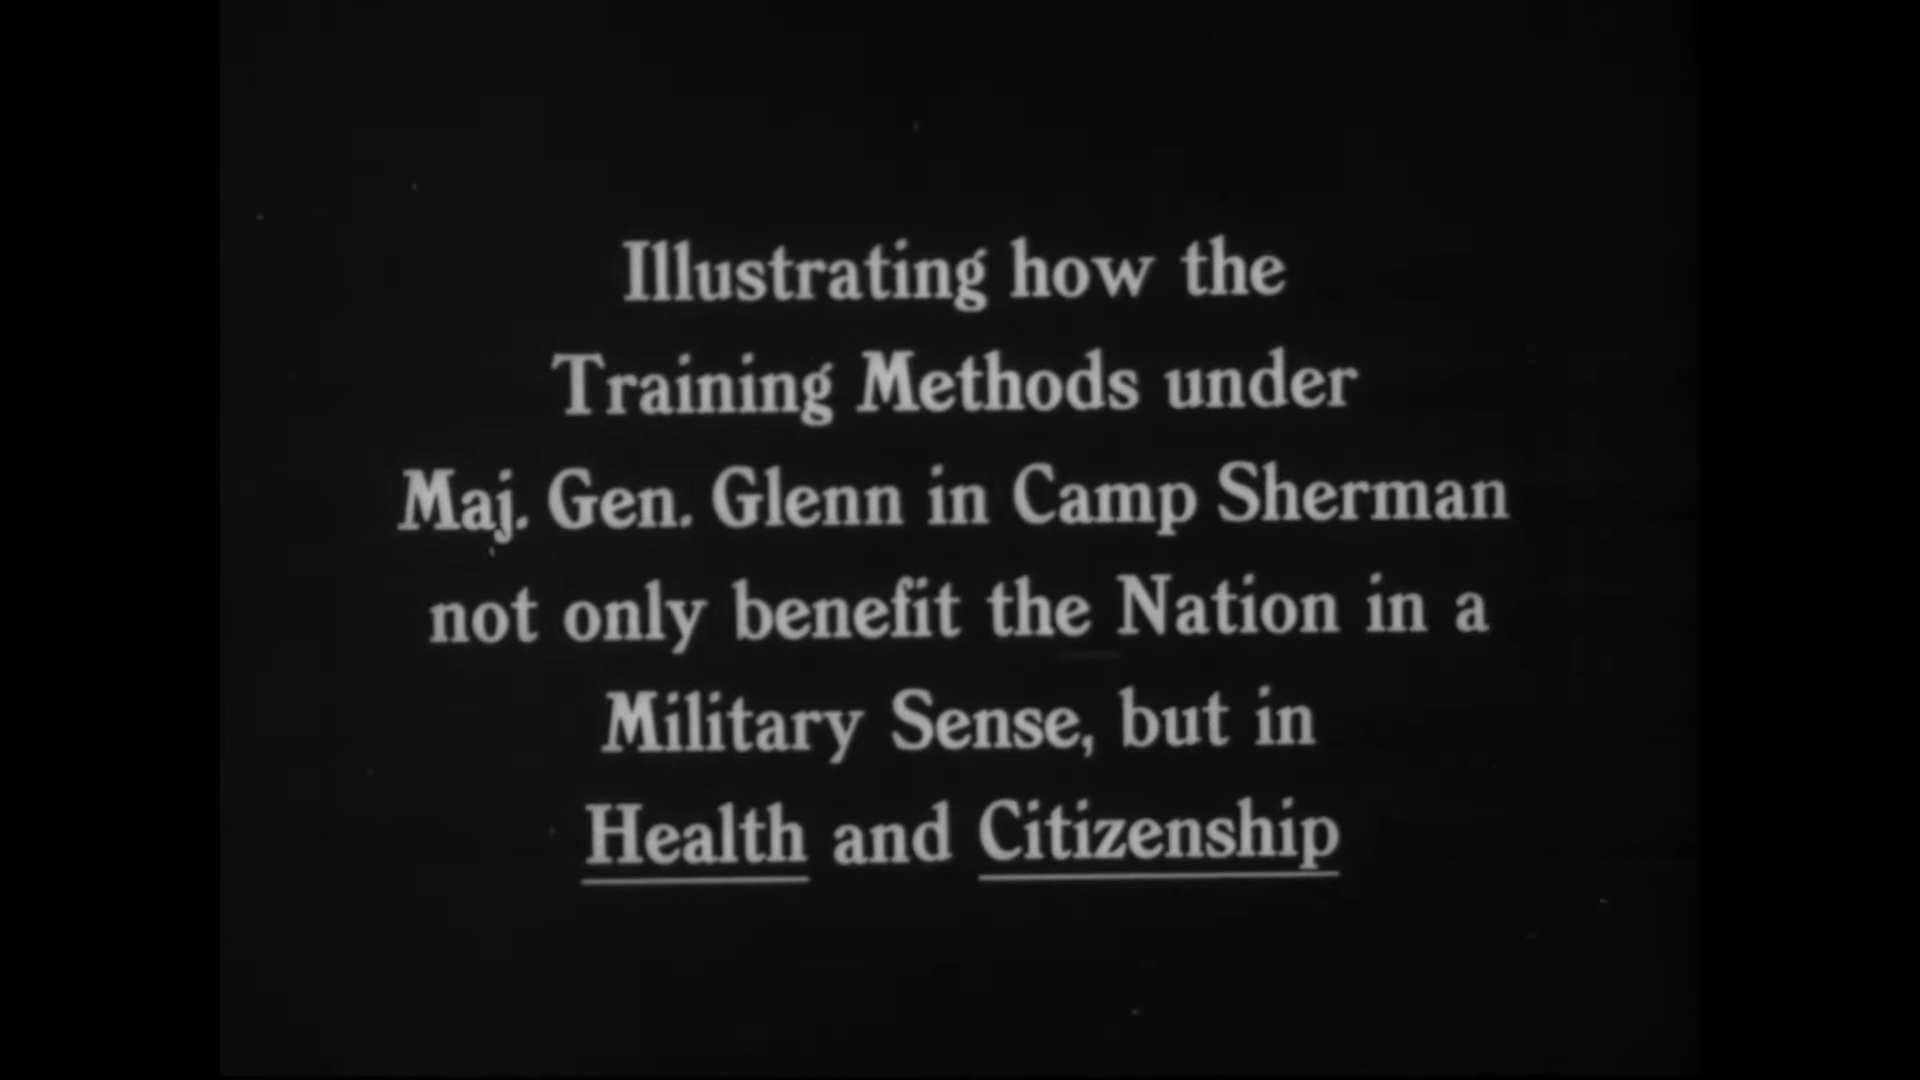 Illustrating how the
Training Methods under
Maj. Gen. Glenn in Camp Sherman
not only benefit the Nation in a
Military Sense, but in
Health and Citizenship